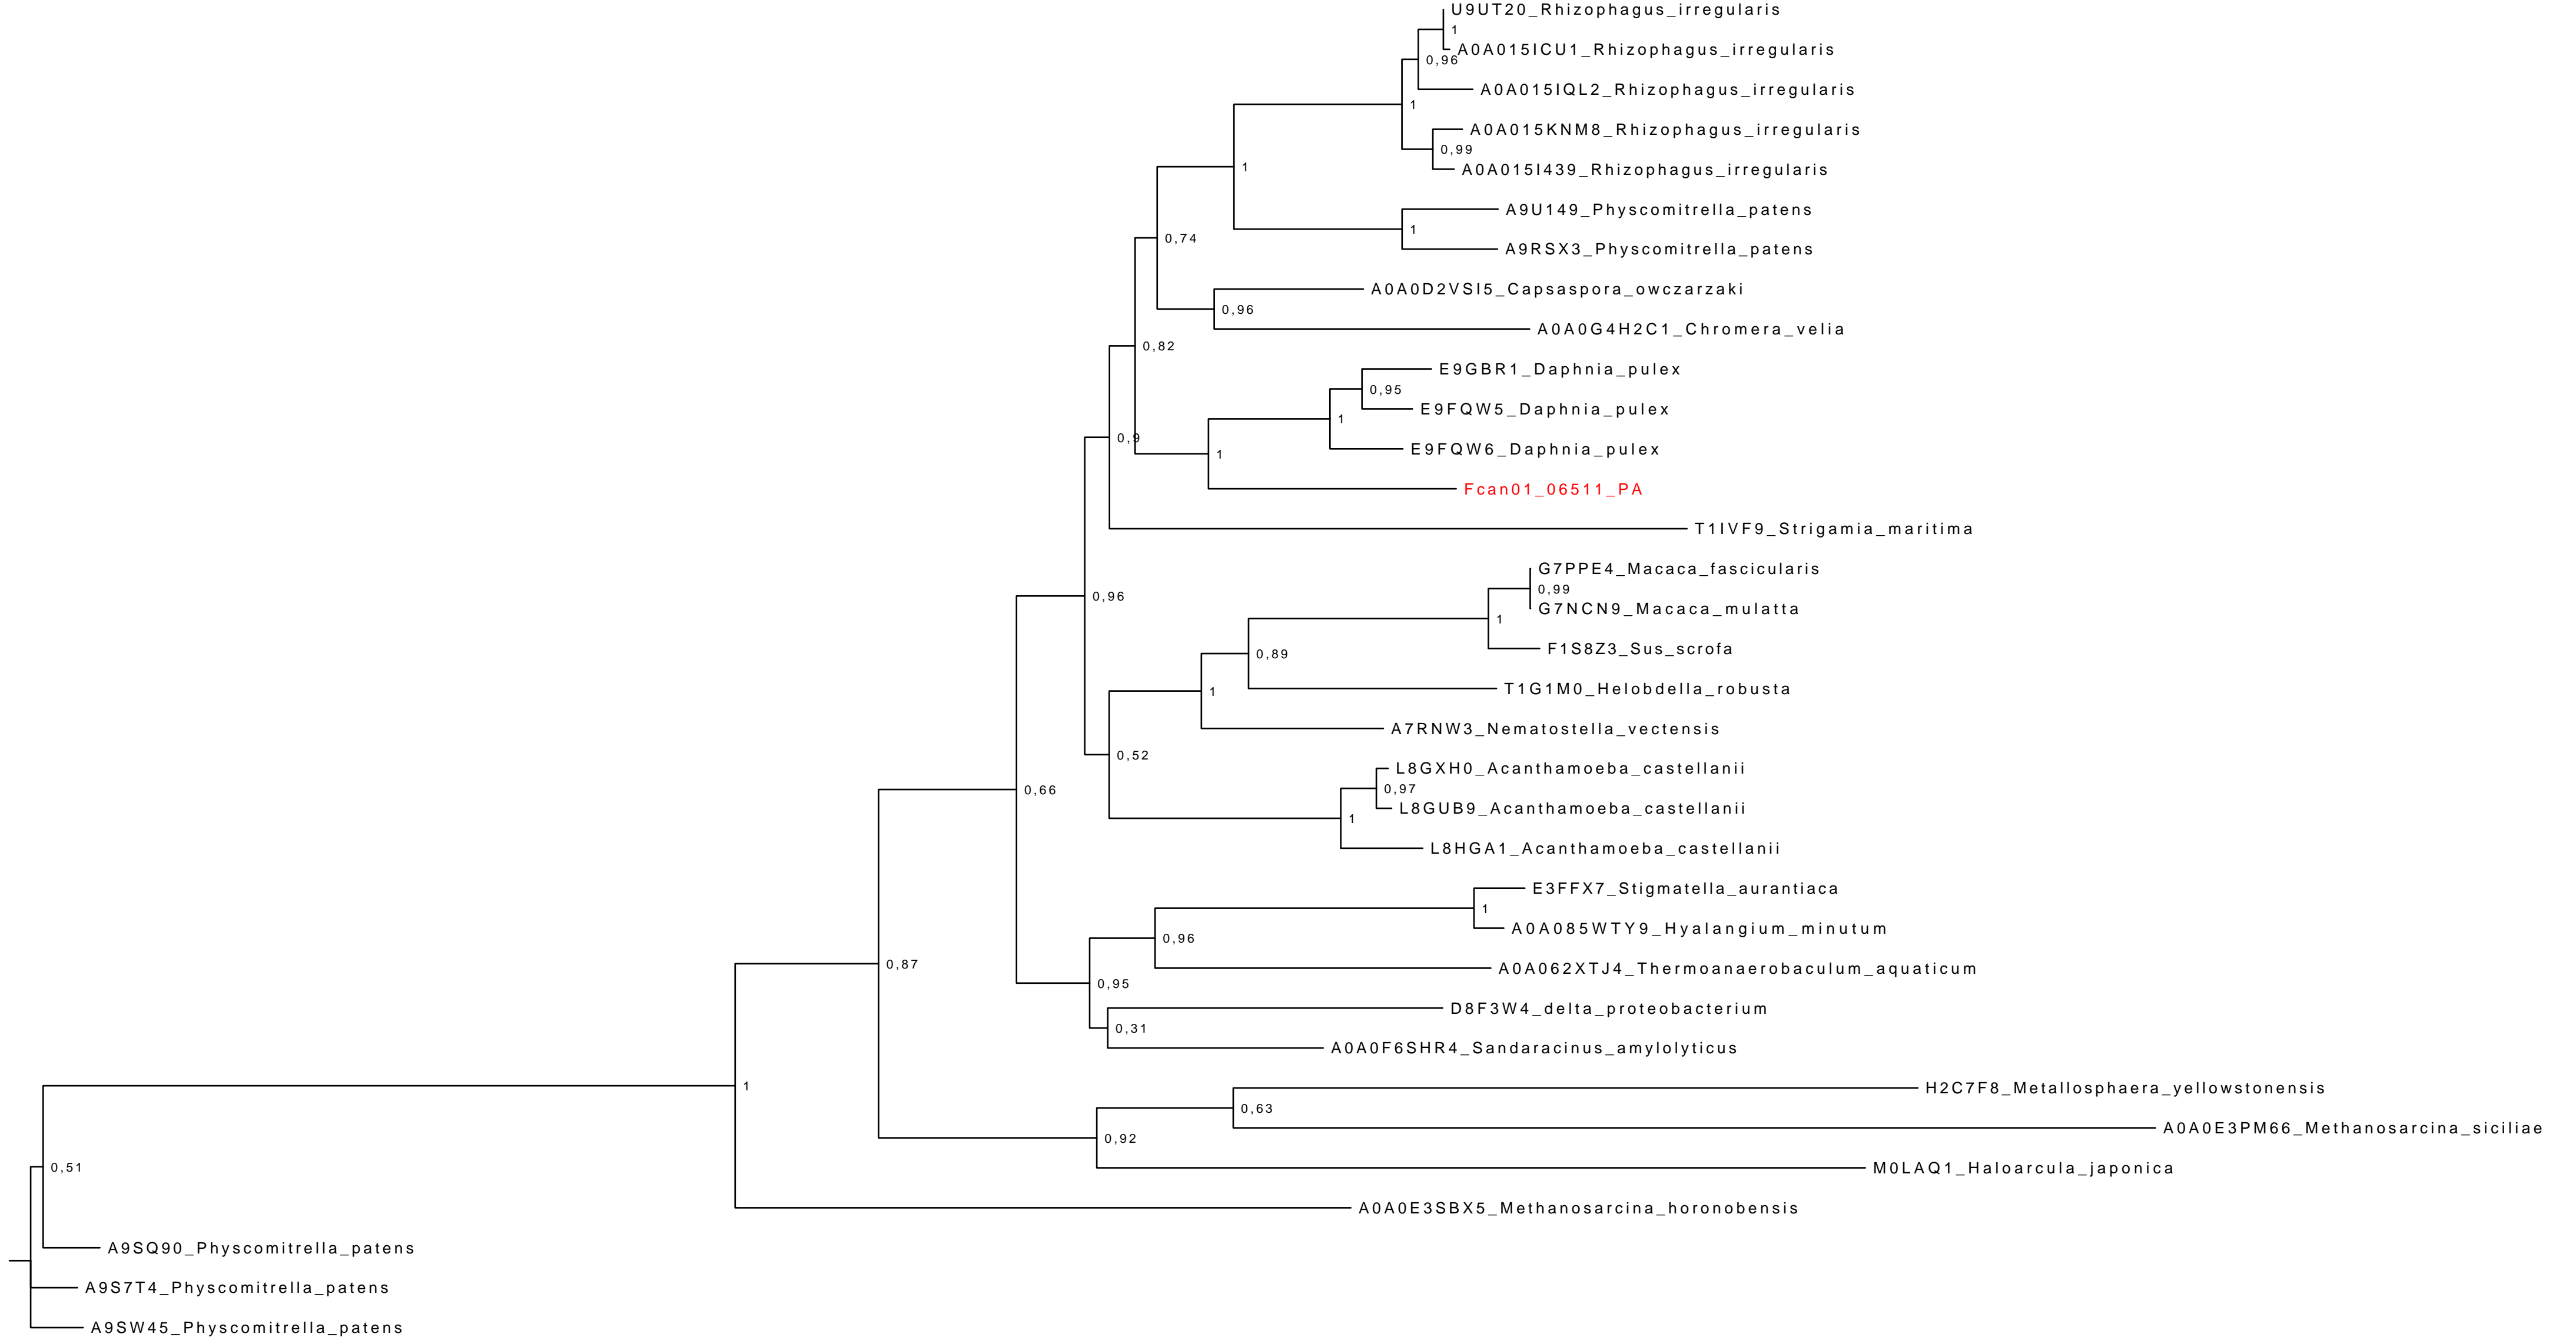 U9UT20_Rhizophagus_irregularis
1
A0A015ICU1_Rhizophagus_irregularis
0,96
A0A015IQL2_Rhizophagus_irregularis
1
A0A015KNM8_Rhizophagus_irregularis
0,99
A0A015I439_Rhizophagus_irregularis
1
A9U149_Physcomitrella_patens
1
A9RSX3_Physcomitrella_patens
0,74
A0A0D2VSI5_Capsaspora_owczarzaki
0,96
A0A0G4H2C1_Chromera_velia
0,82
E9GBR1_Daphnia_pulex
0,95
E9FQW5_Daphnia_pulex
1
E9FQW6_Daphnia_pulex
0,9
1
Fcan01_06511_PA
T1IVF9_Strigamia_maritima
G7PPE4_Macaca_fascicularis
0,99
0,96
G7NCN9_Macaca_mulatta
1
F1S8Z3_Sus_scrofa
0,89
T1G1M0_Helobdella_robusta
1
A7RNW3_Nematostella_vectensis
0,52
L8GXH0_Acanthamoeba_castellanii
0,97
0,66
L8GUB9_Acanthamoeba_castellanii
1
L8HGA1_Acanthamoeba_castellanii
E3FFX7_Stigmatella_aurantiaca
1
A0A085WTY9_Hyalangium_minutum
0,96
0,87
A0A062XTJ4_Thermoanaerobaculum_aquaticum
0,95
D8F3W4_delta_proteobacterium
0,31
A0A0F6SHR4_Sandaracinus_amylolyticus
1
H2C7F8_Metallosphaera_yellowstonensis
0,63
A0A0E3PM66_Methanosarcina_siciliae
0,92
0,51
M0LAQ1_Haloarcula_japonica
A0A0E3SBX5_Methanosarcina_horonobensis
A9SQ90_Physcomitrella_patens
A9S7T4_Physcomitrella_patens
A9SW45_Physcomitrella_patens